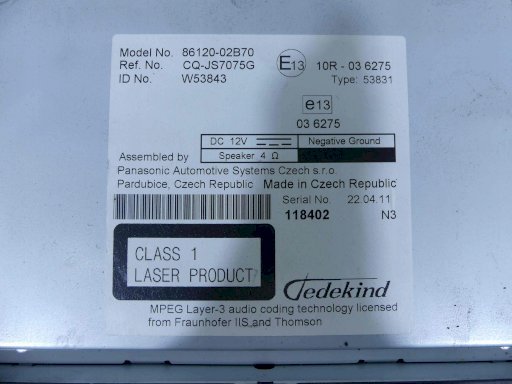 Model No. 86120-02B70
Ref. No. CQ-JS7075G
ID No. W53843
E13 10R - 03 6275
Type: 53831
e13
03 6275
DC 12V Negative Ground
Speaker 4 Ω
Assembled by
Panasonic Automotive Systems Czech s.r.o.
Pardubice, Czech Republic Made in Czech Republic
Serial No. 22.04.11
118402 N3
CLASS 1
LASER PRODUCT
Jedekind
MPEG Layer-3 audio coding technology licensed
from Fraunhofer IIS and Thomson